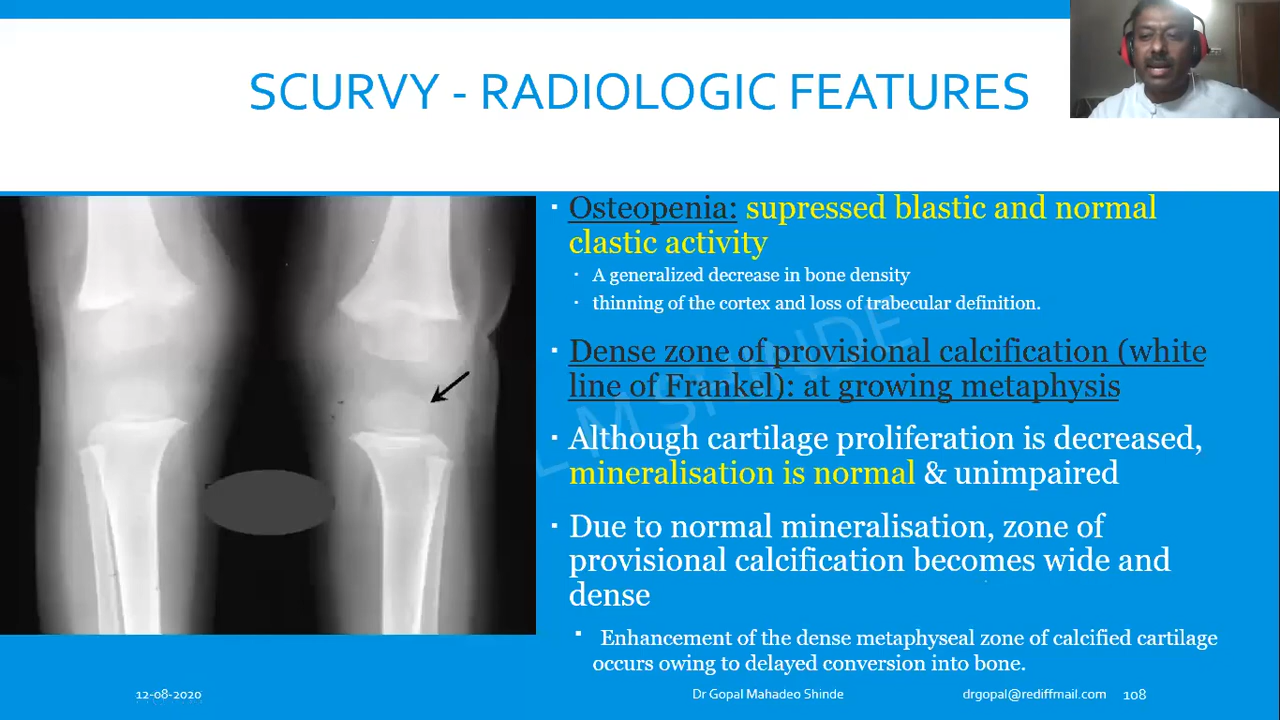 SCURVY - RADIOLOGIC FEATURES
Osteopenia: supressed blastic and normal
clastic activity
A generalized decrease in bone density
thinning of the cortex and loss of trabecular definition.
Dense zone of provisional calcification (white
line of Frankel): at growing metaphysis
Although cartilage proliferation is decreased,
mineralisation is normal & unimpaired
Due to normal mineralisation, zone of
provisional calcification becomes wide and
dense
Enhancement of the dense metaphyseal zone of calcified cartilage
occurs owing to delayed conversion into bone.
L M SHINDE
12-08-2020
Dr Gopal Mahadeo Shinde
drgopal@rediffmail.com
108